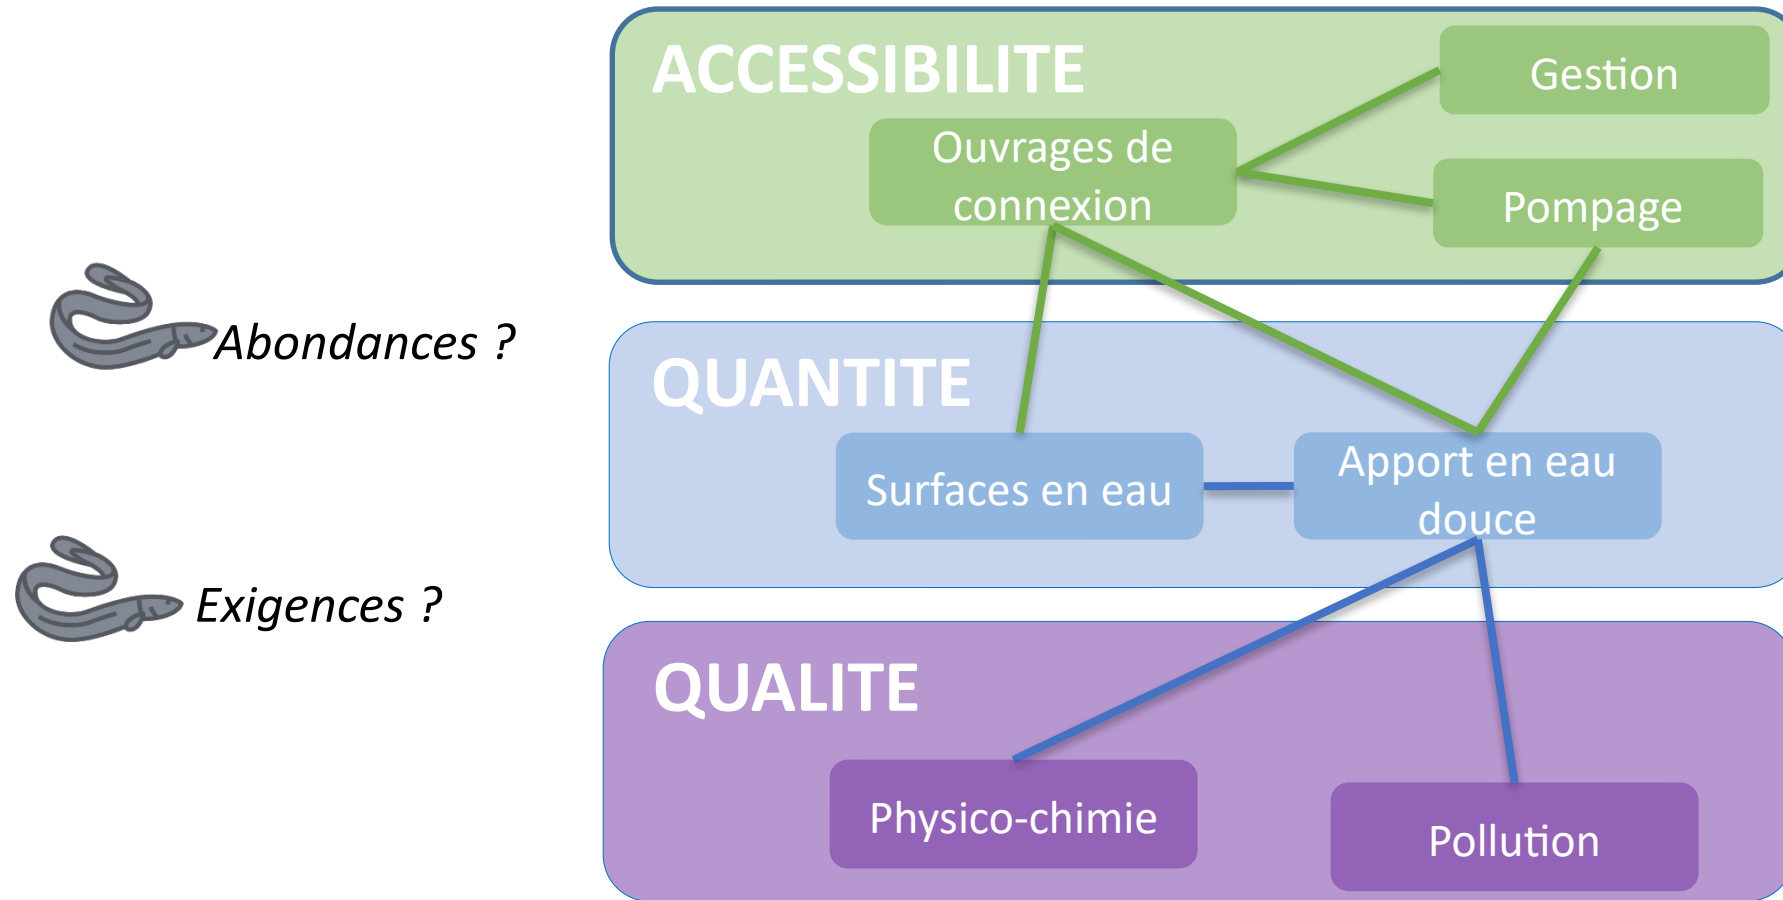 ACCESSIBILITE
Gestion
Ouvrages de
connexion
Pompage
Abondances ?
QUANTITE
Surfaces en eau
Apport en eau
douce
Exigences ?
QUALITE
Physico-chimie
Pollution